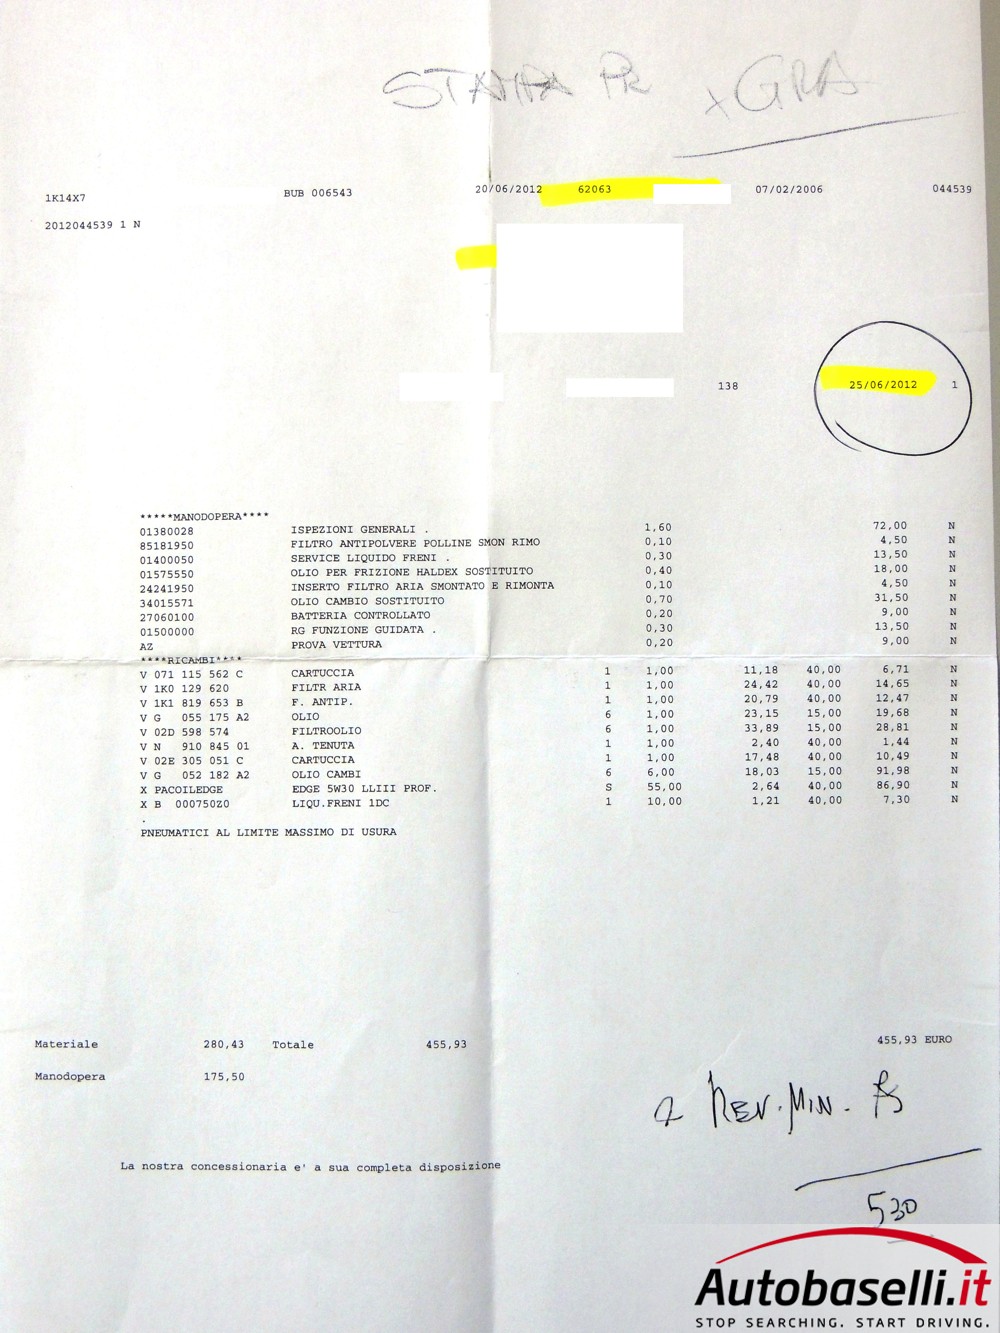 STAMPA PR x GRA
1K14X7 BUB 006543 20/06/2012 62063 07/02/2006 044539
2012044539 1 N
138 25/06/2012 1
*****MANODOPERA****
01380028 ISPEZIONI GENERALI . 1,60 72,00 N
85181950 FILTRO ANTIPOLVERE POLLINE SMON RIMO 0,10 4,50 N
01400050 SERVICE LIQUIDO FRENI . 0,30 13,50 N
01575550 OLIO PER FRIZIONE HALDEX SOSTITUITO 0,40 18,00 N
24241950 INSERTO FILTRO ARIA SMONTATO E RIMONTA 0,10 4,50 N
34015571 OLIO CAMBIO SOSTITUITO 0,70 31,50 N
27060100 BATTERIA CONTROLLATO 0,20 9,00 N
01500000 RG FUNZIONE GUIDATA . 0,30 13,50 N
AZ PROVA VETTURA 0,20 9,00 N
****RICAMBI****
V 071 115 562 C CARTUCCIA 1 1,00 11,18 40,00 6,71 N
V 1K0 129 620 FILTR ARIA 1 1,00 24,42 40,00 14,65 N
V 1K1 819 653 B F. ANTIP. 1 1,00 20,79 40,00 12,47 N
V G 055 175 A2 OLIO 6 1,00 23,15 15,00 19,68 N
V 02D 598 574 FILTROOLIO 6 1,00 33,89 15,00 28,81 N
V N 910 845 01 A. TENUTA 1 1,00 2,40 40,00 1,44 N
V 02E 305 051 C CARTUCCIA 1 1,00 17,48 40,00 10,49 N
V G 052 182 A2 OLIO CAMBI 6 6,00 18,03 15,00 91,98 N
X PACOILEDGE EDGE 5W30 LLIII PROF. S 55,00 2,64 40,00 86,90 N
X B 000750Z0 LIQU.FRENI 1DC 1 10,00 1,21 40,00 7,30 N
.
PNEUMATICI AL LIMITE MASSIMO DI USURA
Materiale 280,43 Totale 455,93 455,93 EURO
Manodopera 175,50
REV. MIN.
La nostra concessionaria e' a sua completa disposizione
530
Autobaselli.it
STOP SEARCHING. START DRIVING.